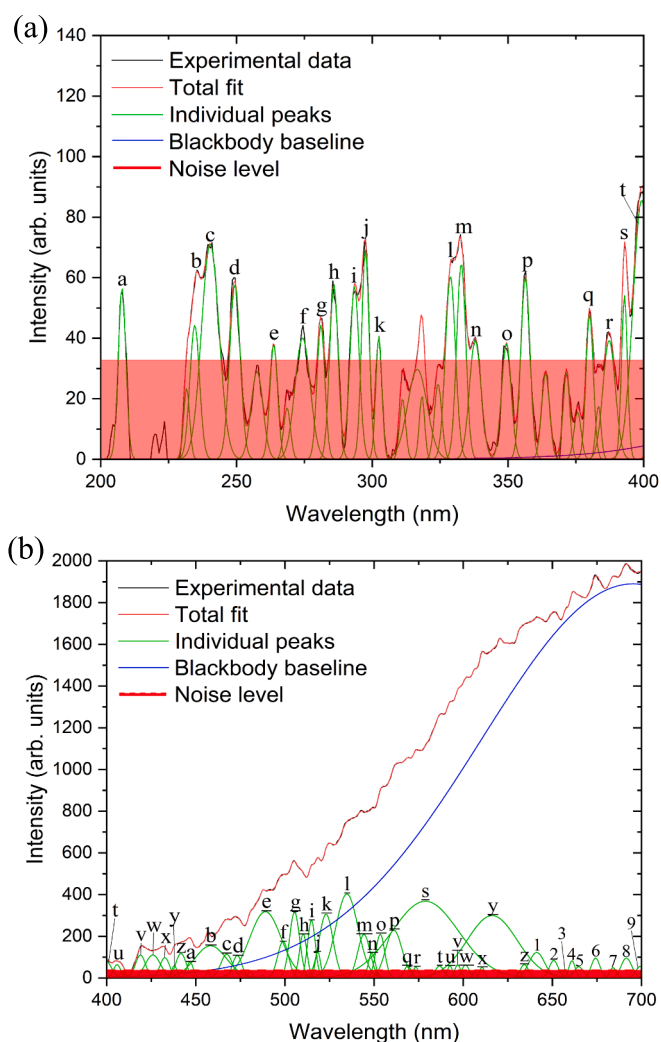 (a)
140
120
100
80
60
40
20
0
Intensity (arb. units)
Experimental data
Total fit
Individual peaks
Blackbody baseline
Noise level
a b c d e f g h i j k l m n o p q r s t
200 250 300 350 400
Wavelength (nm)
(b)
2000
1800
1600
1400
1200
1000
800
600
400
200
0
Intensity (arb. units)
Experimental data
Total fit
Individual peaks
Blackbody baseline
Noise level
t u v w x y z a b c d e f g h i j k l m n o p q r s t u v w x y z 1 2 3 4 5 6 7 8 9
400 450 500 550 600 650 700
Wavelength (nm)